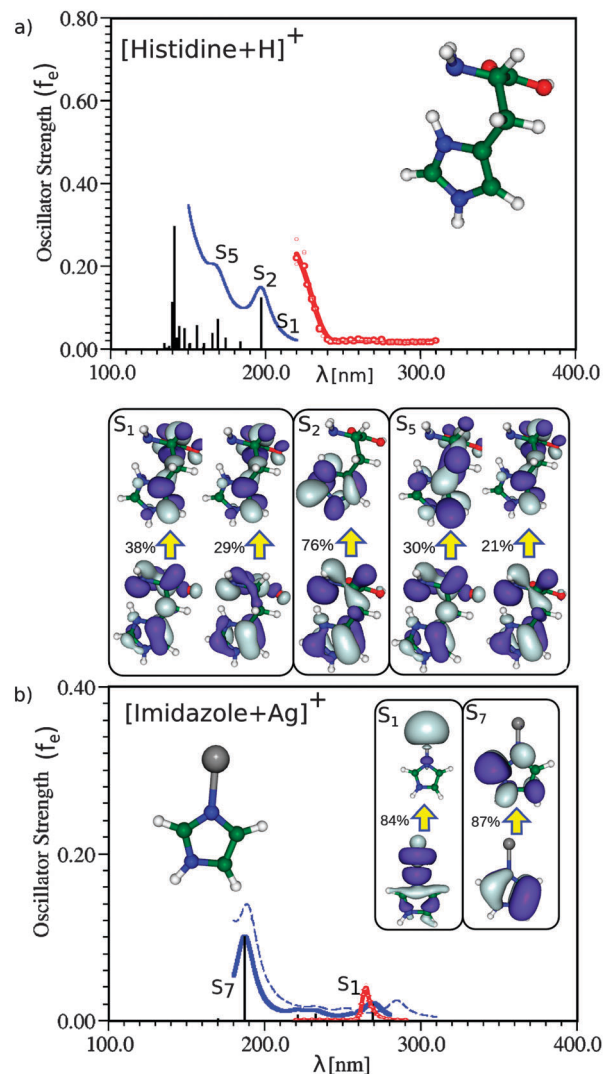 a)
0.80
[Histidine+H]+
0.60
0.40
0.20
0.00
Oscillator Strength (fe)
S5
S2
S1
100.0 200.0 300.0 400.0
λ[nm]
S1 S2 S5
38% 29% 76% 30% 21%
b)
0.40
[Imidazole+Ag]+
S1 S7
84% 87%
0.20
0.00
Oscillator Strength (fe)
S7
S1
100.0 200.0 300.0 400.0
λ[nm]